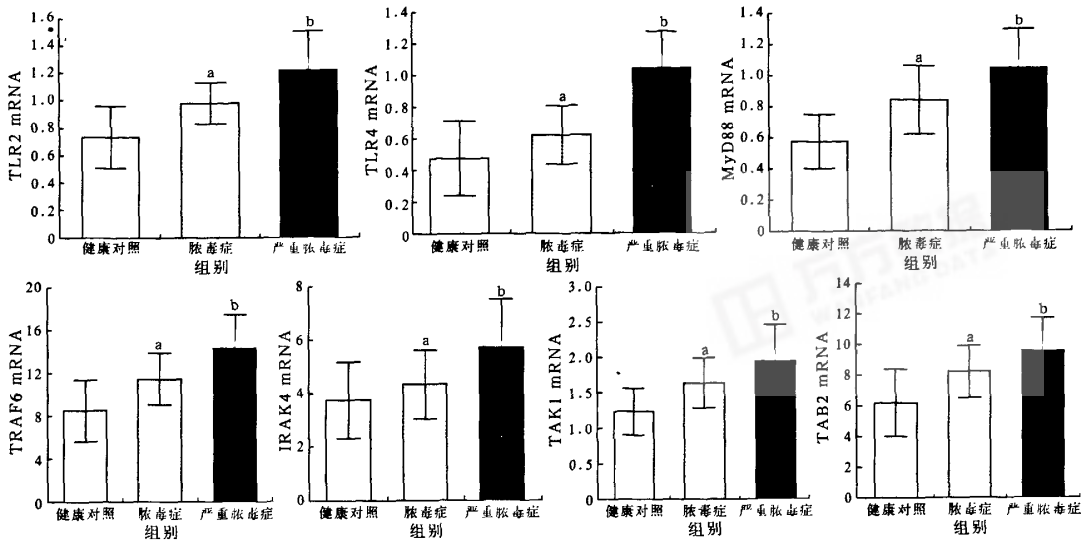 TLR2 mRNA
1.6
1.4
1.2
1.0
0.8
0.6
0.4
0.2
0
a
b
健康对照 脓毒症 严重脓毒症
组别
TLR4 mRNA
1.4
1.2
1.0
0.8
0.6
0.4
0.2
0.0
a
b
健康对照 脓毒症 严重脓毒症
组别
MyD88 mRNA
1.4
1.2
1.0
0.8
0.6
0.4
0.2
0
a
b
健康对照 脓毒症 严重脓毒症
组别
TRAF6 mRNA
20
16
12
8
4
0
a
b
健康对照 脓毒症 严重脓毒症
组别
IRAK4 mRNA
8
6
4
2
0
a
b
健康对照 脓毒症 严重脓毒症
组别
TAK1 mRNA
3.0
2.5
2.0
1.5
1.0
0.5
0.0
a
b
健康对照 脓毒症 严重脓毒症
组别
TAB2 mRNA
14
12
10
8
6
4
2
0
a
b
健康对照 脓毒症 严重脓毒症
组别
万方数据
WANFANG DATA